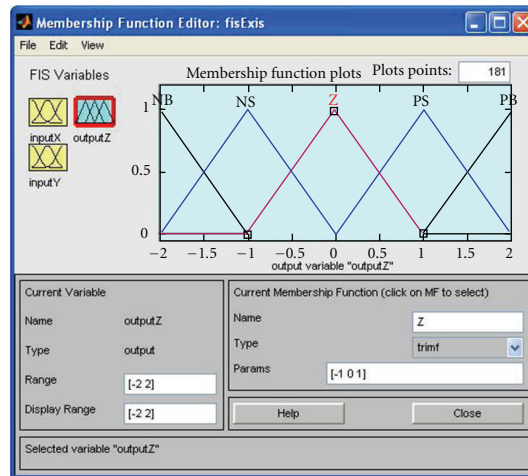 Membership Function Editor: fisExis
File Edit View
FIS Variables
Membership function plots Plots points: 181
inputX outputZ
inputY
NB NS Z PS PB
1
0.5
0
−2 −1.5 −1 −0.5 0 0.5 1 1.5 2
output variable "outputZ"
Current Variable
Name outputZ
Type output
Range [-2 2]
Display Range [-2 2]
Current Membership Function (click on MF to select)
Name Z
Type trimf
Params [-1 0 1]
Help Close
Selected variable "outputZ"